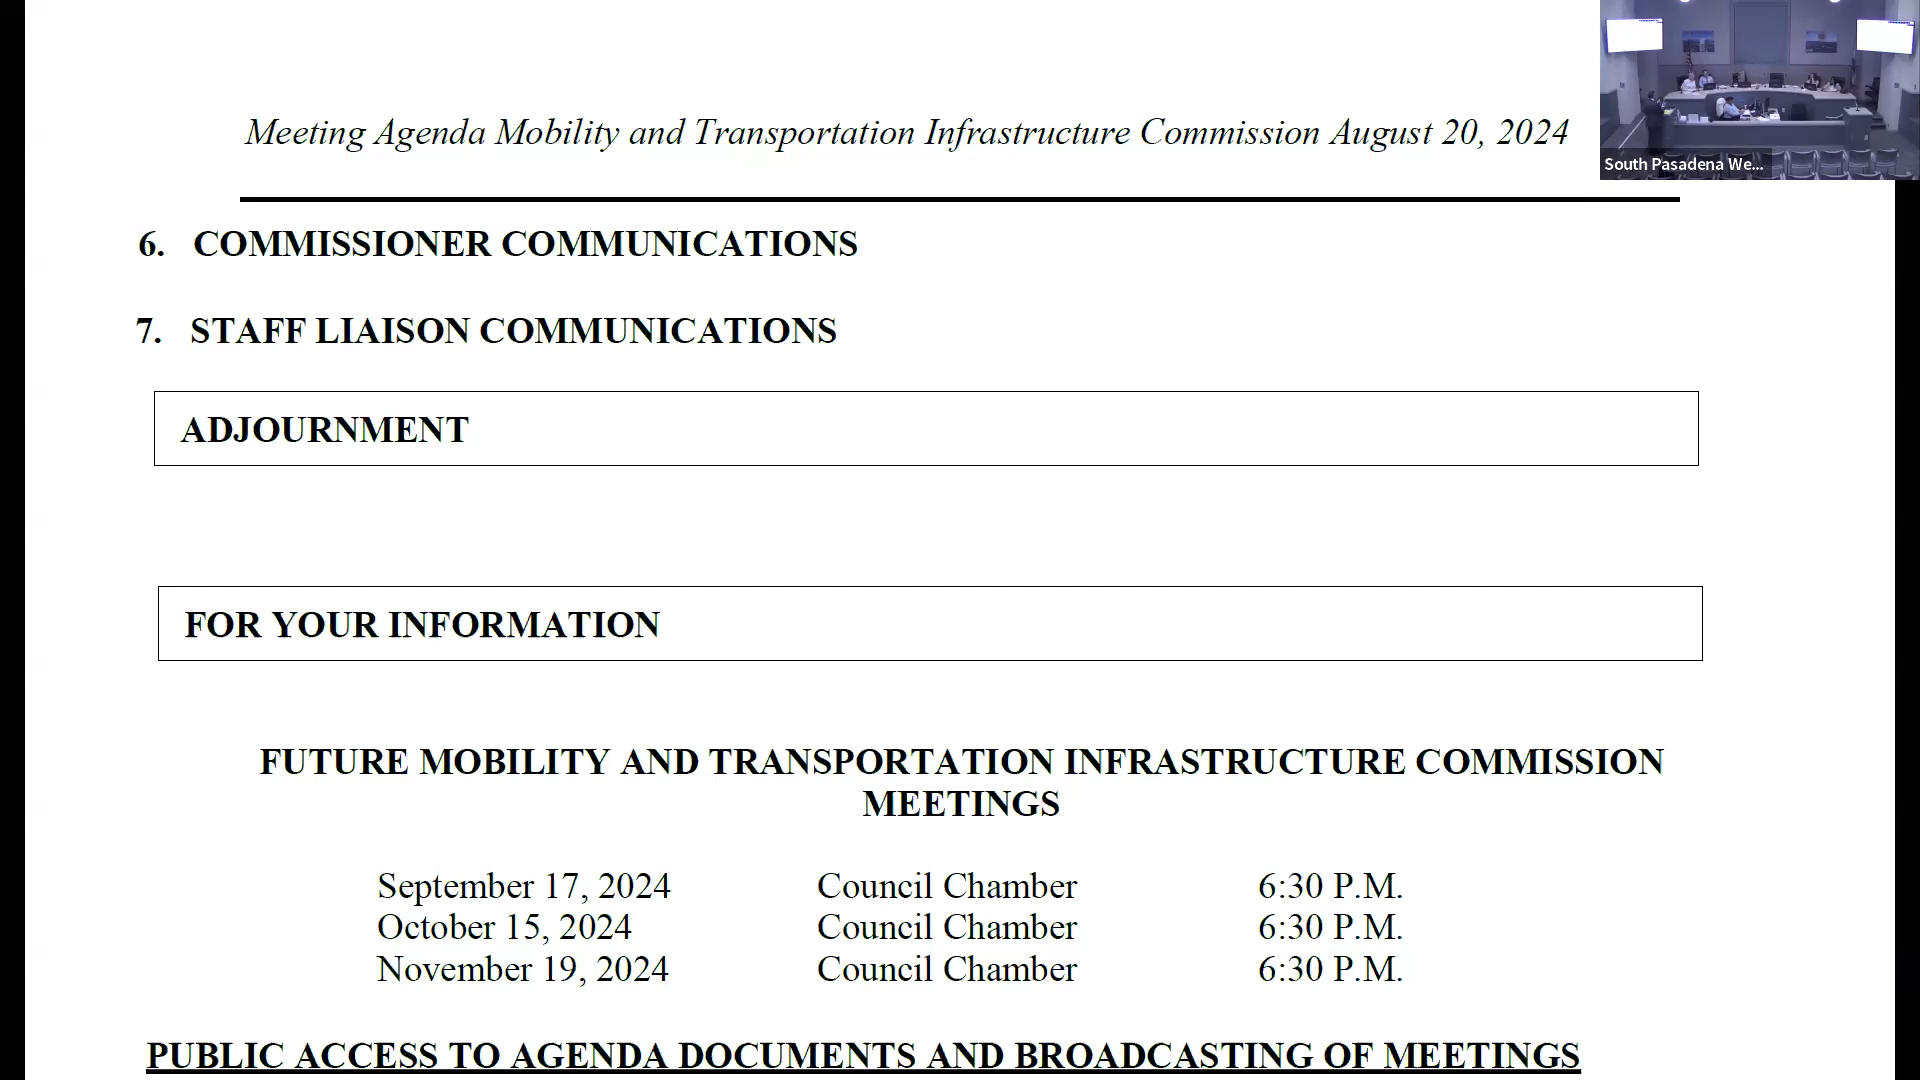 Meeting Agenda Mobility and Transportation Infrastructure Commission August 20, 2024
South Pasadena We...
6. COMMISSIONER COMMUNICATIONS
7. STAFF LIAISON COMMUNICATIONS
ADJOURNMENT
FOR YOUR INFORMATION
FUTURE MOBILITY AND TRANSPORTATION INFRASTRUCTURE COMMISSION
MEETINGS
September 17, 2024 Council Chamber 6:30 P.M.
October 15, 2024 Council Chamber 6:30 P.M.
November 19, 2024 Council Chamber 6:30 P.M.
PUBLIC ACCESS TO AGENDA DOCUMENTS AND BROADCASTING OF MEETINGS